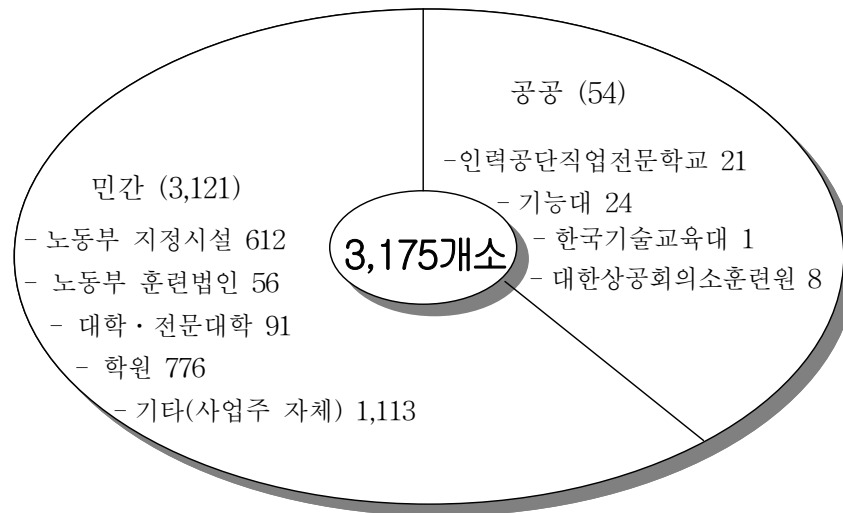 공공 (54)
-인력공단직업전문학교 21
- 기능대 24
- 한국기술교육대 1
- 대한상공회의소훈련원 8
민간 (3,121)
- 노동부 지정시설 612
- 노동부 훈련법인 56
- 대학・전문대학 91
- 학원 776
- 기타(사업주 자체) 1,113
3,175개소